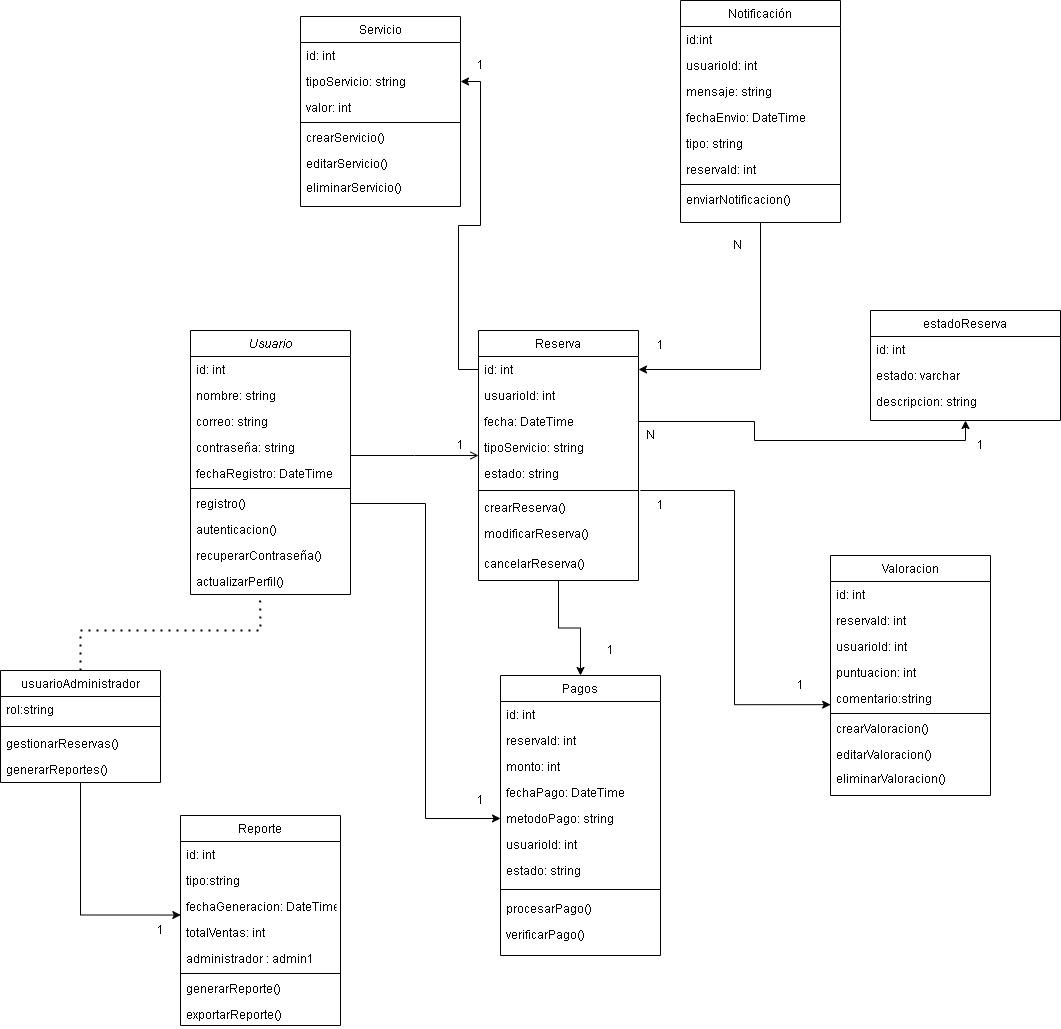 Servicio
id: int
tipoServicio: string
valor: int
crearServicio()
editarServicio()
eliminarServicio()
1
Notificación
id:int
usuarioId: int
mensaje: string
fechaEnvio: DateTime
tipo: string
reservaId: int
enviarNotificacion()
N
1
estadoReserva
id: int
estado: varchar
descripcion: string
N
1
Usuario
id: int
nombre: string
correo: string
contraseña: string
fechaRegistro: DateTime
registro()
autenticacion()
recuperarContraseña()
actualizarPerfil()
1
Reserva
id: int
usuarioId: int
fecha: DateTime
tipoServicio: string
estado: string
crearReserva()
modificarReserva()
cancelarReserva()
1
1
Valoracion
id: int
reservaId: int
usuarioId: int
puntuacion: int
comentario:string
crearValoracion()
editarValoracion()
eliminarValoracion()
usuarioAdministrador
rol:string
gestionarReservas()
generarReportes()
1
1
Pagos
id: int
reservaId: int
monto: int
fechaPago: DateTime
metodoPago: string
usuarioId: int
estado: string
procesarPago()
verificarPago()
1
Reporte
id: int
tipo:string
fechaGeneracion: DateTime
totalVentas: int
administrador : admin1
generarReporte()
exportarReporte()